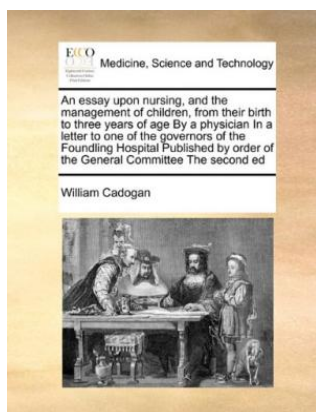 ECCO
Medicine, Science and Technology
An essay upon nursing, and the
management of children, from their birth
to three years of age By a physician In a
letter to one of the governors of the
Foundling Hospital Published by order of
the General Committee The second ed
William Cadogan